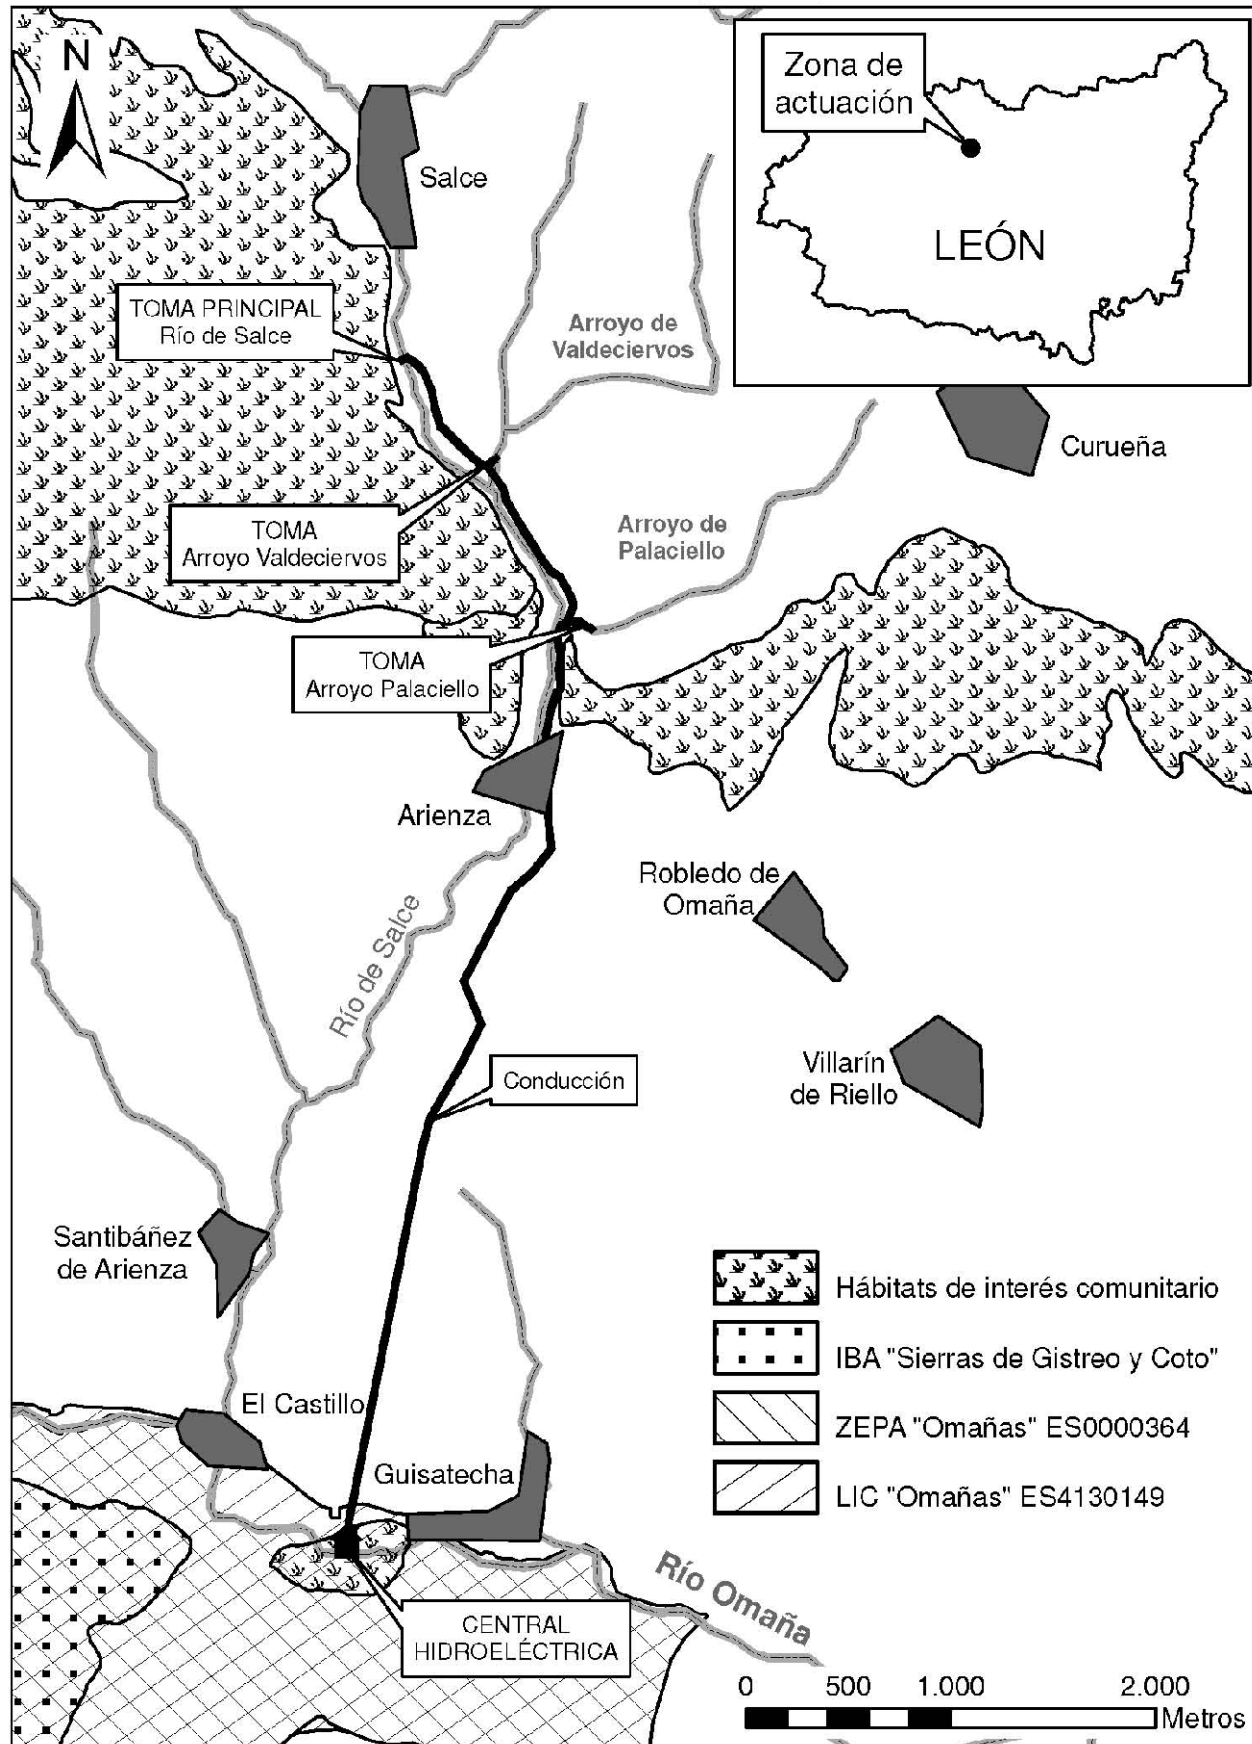 N
Zona de
actuación
LEÓN
Salce
TOMA PRINCIPAL
Río de Salce
Arroyo de
Valdeciervos
Curueña
TOMA
Arroyo Valdeciervos
Arroyo de
Palaciello
TOMA
Arroyo Palaciello
Arienza
Robledo de
Omaña
Río de Salce
Villarín
de Riello
Conducción
Santibáñez
de Arienza
Hábitats de interés comunitario
IBA "Sierras de Gistreo y Coto"
ZEPA "Omañas" ES0000364
LIC "Omañas" ES4130149
El Castillo
Guisatecha
Río Omaña
CENTRAL
HIDROELÉCTRICA
0 500 1.000 2.000
Metros